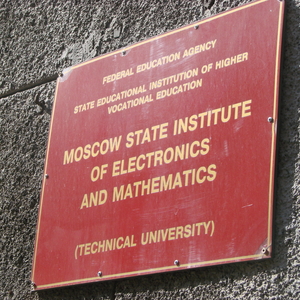 FEDERAL EDUCATION AGENCY
STATE EDUCATIONAL INSTITUTION OF HIGHER
VOCATIONAL EDUCATION
MOSCOW STATE INSTITUTE
OF ELECTRONICS
AND MATHEMATICS
(TECHNICAL UNIVERSITY)